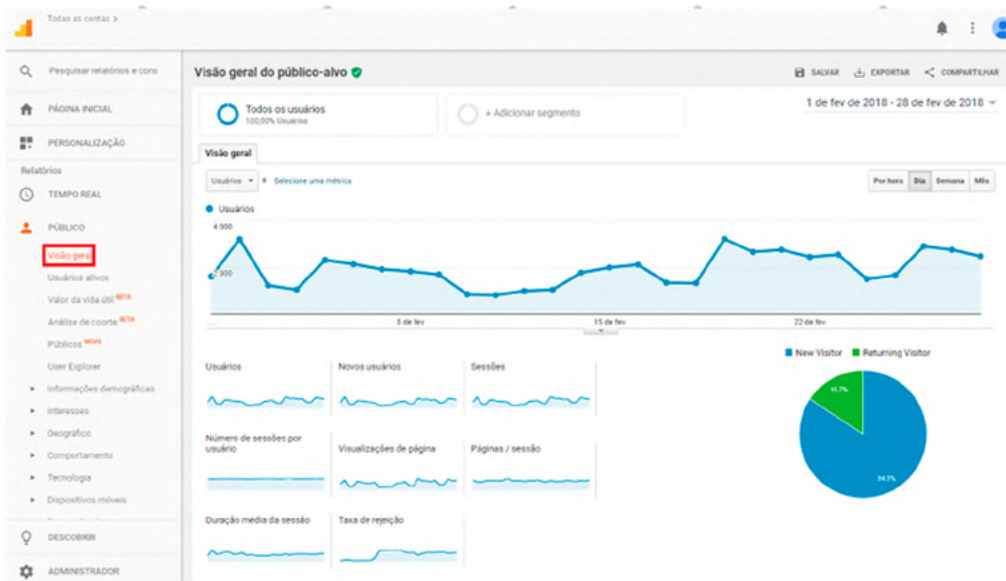 Todas as contas >
Pesquisar relatórios e cons
PÁGINA INICIAL
PERSONALIZAÇÃO
Relatórios
TEMPO REAL
PÚBLICO
Visão geral
Usuários ativos
Valor da vida útil BETA
Análise de coorte BETA
Públicos NOVO
User Explorer
Informações demográficas
Interesses
Geográfico
Comportamento
Tecnologia
Dispositivos móveis
DESCOBRIR
ADMINISTRADOR
Visão geral do público-alvo
SALVAR
EXPORTAR
COMPARTILHAR
Todos os usuários
100,00% Usuários
+ Adicionar segmento
1 de fev de 2018 - 28 de fev de 2018
Visão geral
Usuários
Selecione uma métrica
Por hora
Dia
Semana
Mês
Usuários
4.000
2.000
...
8 de fev
15 de fev
22 de fev
New Visitor
Returning Visitor
84,3%
Usuários
Novos usuários
Sessões
Número de sessões por
usuário
Visualizações de página
Páginas / sessão
Duração média da sessão
Taxa de rejeição